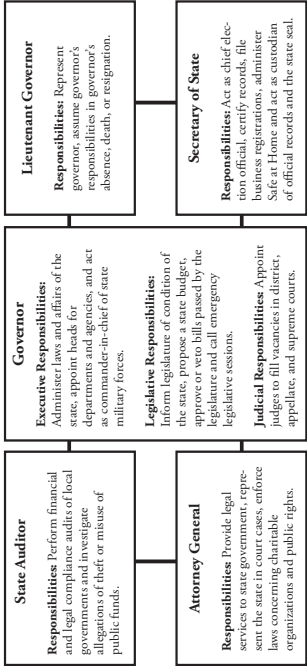 State Auditor
Responsibilities: Perform financial
and legal compliance audits of local
governments and investigate
allegations of theft or misuse of
public funds.
Attorney General
Responsibilities: Provide legal
services to state government, repre-
sent the state in court cases, enforce
laws concerning charitable
organizations and public rights.
Governor
Executive Responsibilities:
Administer laws and affairs of the
state, appoint heads for
departments and agencies, and act
as commander-in-chief of state
military forces.
Legislative Responsibilities:
Inform legislature of condition of
the state, propose a state budget,
approve or veto bills passed by the
legislature and call emergency
legislative sessions.
Judicial Responsibilities: Appoint
judges to fill vacancies in district,
appellate, and supreme courts.
Lieutenant Governor
Responsibilities: Represent
governor, assume governor's
responsibilities in governor's
absence, death, or resignation.
Secretary of State
Responsibilities: Act as chief elec-
tion official, certify records, file
business registrations, administer
Safe at Home and act as custodian
of official records and the state seal.